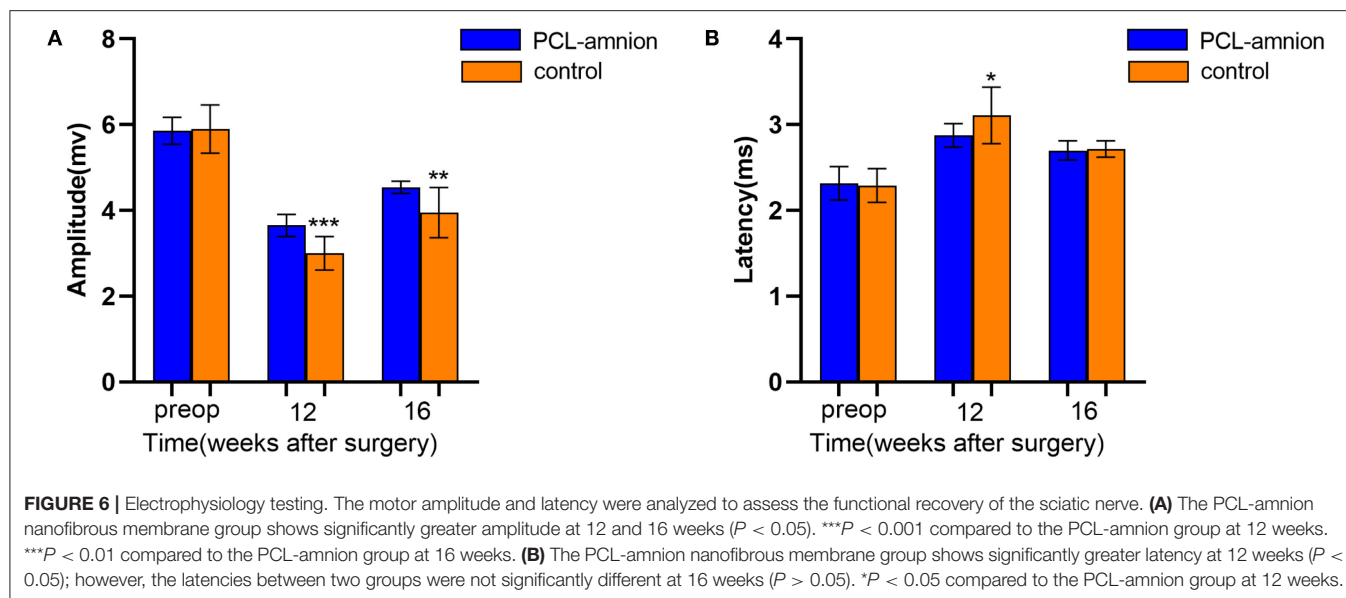 A
PCL-amnion
control
8
6
4
2
0
Amplitude(mv)
***
**
preop 12 16
Time(weeks after surgery)
B
PCL-amnion
control
4
3
2
1
0
Latency(ms)
*
preop 12 16
Time(weeks after surgery)
FIGURE 6 | Electrophysiology testing. The motor amplitude and latency were analyzed to assess the functional recovery of the sciatic nerve. (A) The PCL-amnion
nanofibrous membrane group shows significantly greater amplitude at 12 and 16 weeks (P < 0.05). ***P < 0.001 compared to the PCL-amnion group at 12 weeks.
***P < 0.01 compared to the PCL-amnion group at 16 weeks. (B) The PCL-amnion nanofibrous membrane group shows significantly greater latency at 12 weeks (P <
0.05); however, the latencies between two groups were not significantly different at 16 weeks (P > 0.05). *P < 0.05 compared to the PCL-amnion group at 12 weeks.